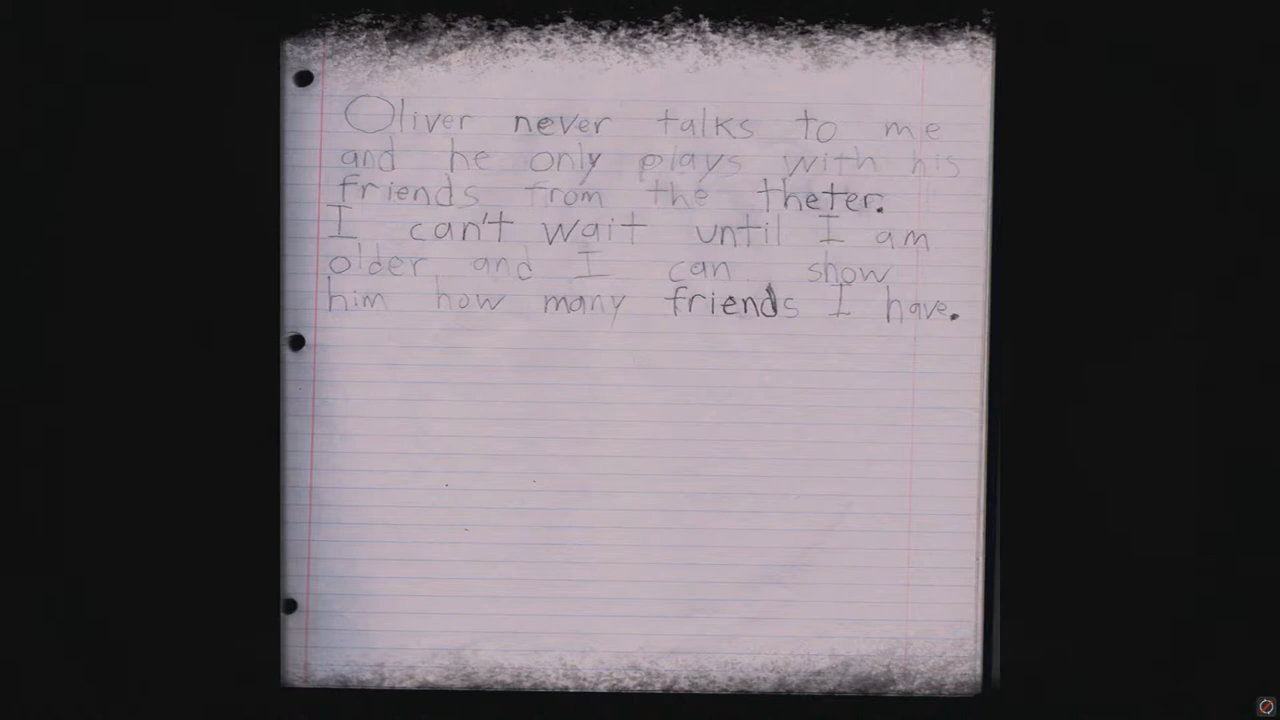 Oliver never talks to me
and he only plays with his
friends from the theter.
I can't wait until I am
older and I can show
him how many friends I have.